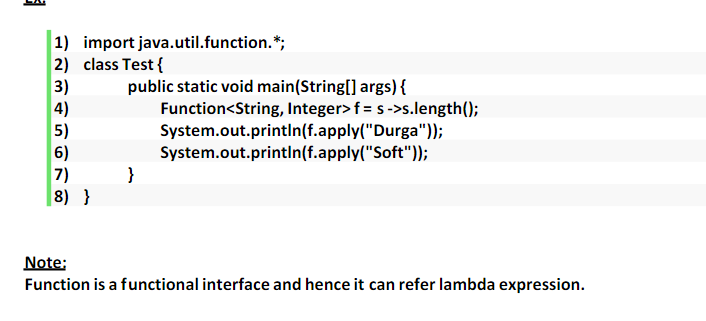 Ex:
1) import java.util.function.*;
2) class Test {
3) public static void main(String[] args) {
4) Function<String, Integer> f = s ->s.length();
5) System.out.println(f.apply("Durga"));
6) System.out.println(f.apply("Soft"));
7) }
8) }
Note:
Function is a functional interface and hence it can refer lambda expression.